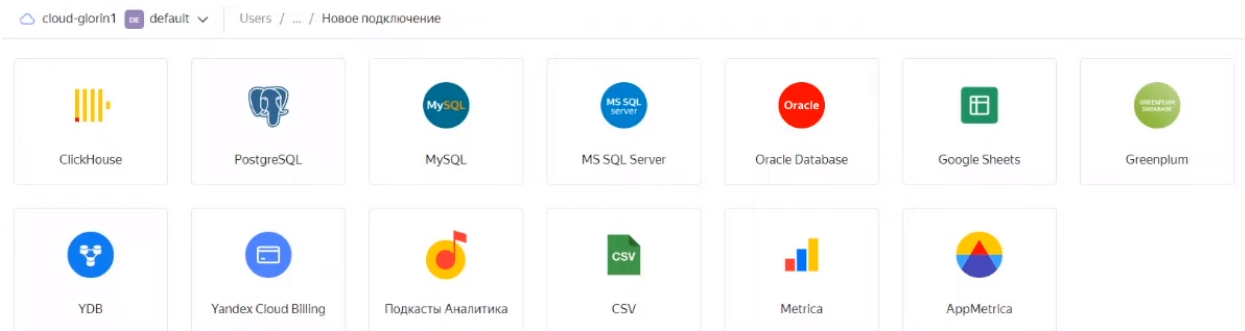 cloud-glorin1 DE default Users / ... / Новое подключение
MySQL MS SQL server Oracle GREENPLUM DATABASE
ClickHouse PostgreSQL MySQL MS SQL Server Oracle Database Google Sheets Greenplum
CSV
YDB Yandex Cloud Billing Подкасты Аналитика CSV Metrica AppMetrica